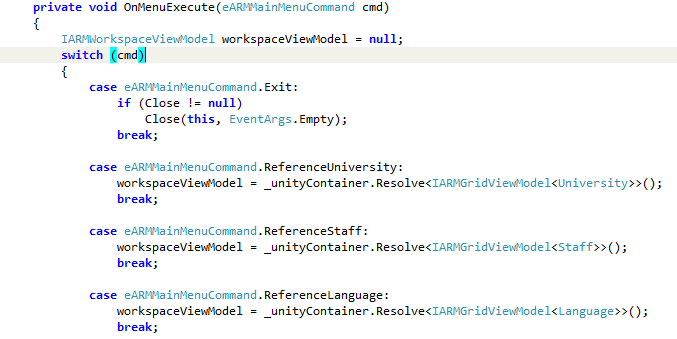 private void OnMenuExecute(eARMMainMenuCommand cmd)
{
IARMWorkspaceViewModel workspaceViewModel = null;
switch (cmd)
{
case eARMMainMenuCommand.Exit:
if (Close != null)
Close(this, EventArgs.Empty);
break;
case eARMMainMenuCommand.ReferenceUniversity:
workspaceViewModel = _unityContainer.Resolve<IARMGridViewModel<University>>();
break;
case eARMMainMenuCommand.ReferenceStaff:
workspaceViewModel = _unityContainer.Resolve<IARMGridViewModel<Staff>>();
break;
case eARMMainMenuCommand.ReferenceLanguage:
workspaceViewModel = _unityContainer.Resolve<IARMGridViewModel<Language>>();
break;